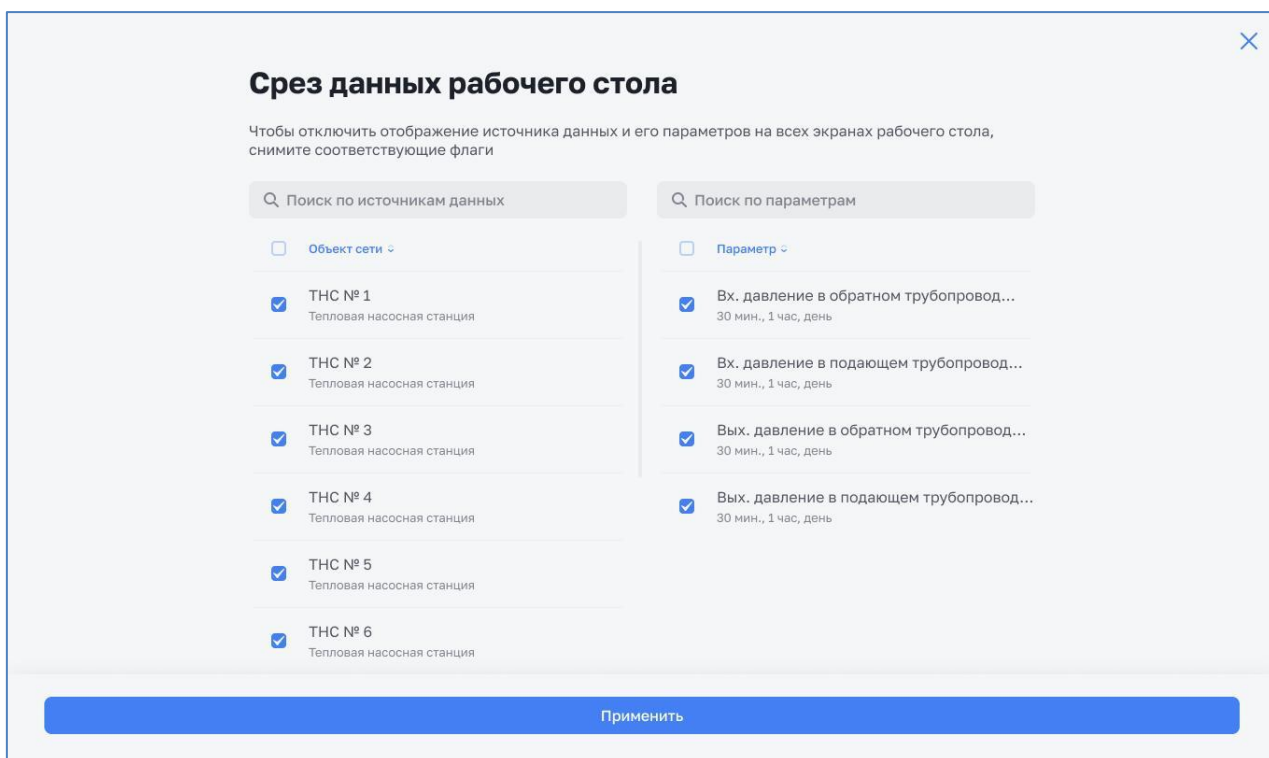 Срез данных рабочего стола
Чтобы отключить отображение источника данных и его параметров на всех экранах рабочего стола,
снимите соответствующие флаги
Поиск по источникам данных
Объект сети
ТНС № 1
Тепловая насосная станция
ТНС № 2
Тепловая насосная станция
ТНС № 3
Тепловая насосная станция
ТНС № 4
Тепловая насосная станция
ТНС № 5
Тепловая насосная станция
ТНС № 6
Тепловая насосная станция
Поиск по параметрам
Параметр
Вх. давление в обратном трубопровод...
30 мин., 1 час, день
Вх. давление в подающем трубопровод...
30 мин., 1 час, день
Вых. давление в обратном трубопровод...
30 мин., 1 час, день
Вых. давление в подающем трубопровод...
30 мин., 1 час, день
Применить